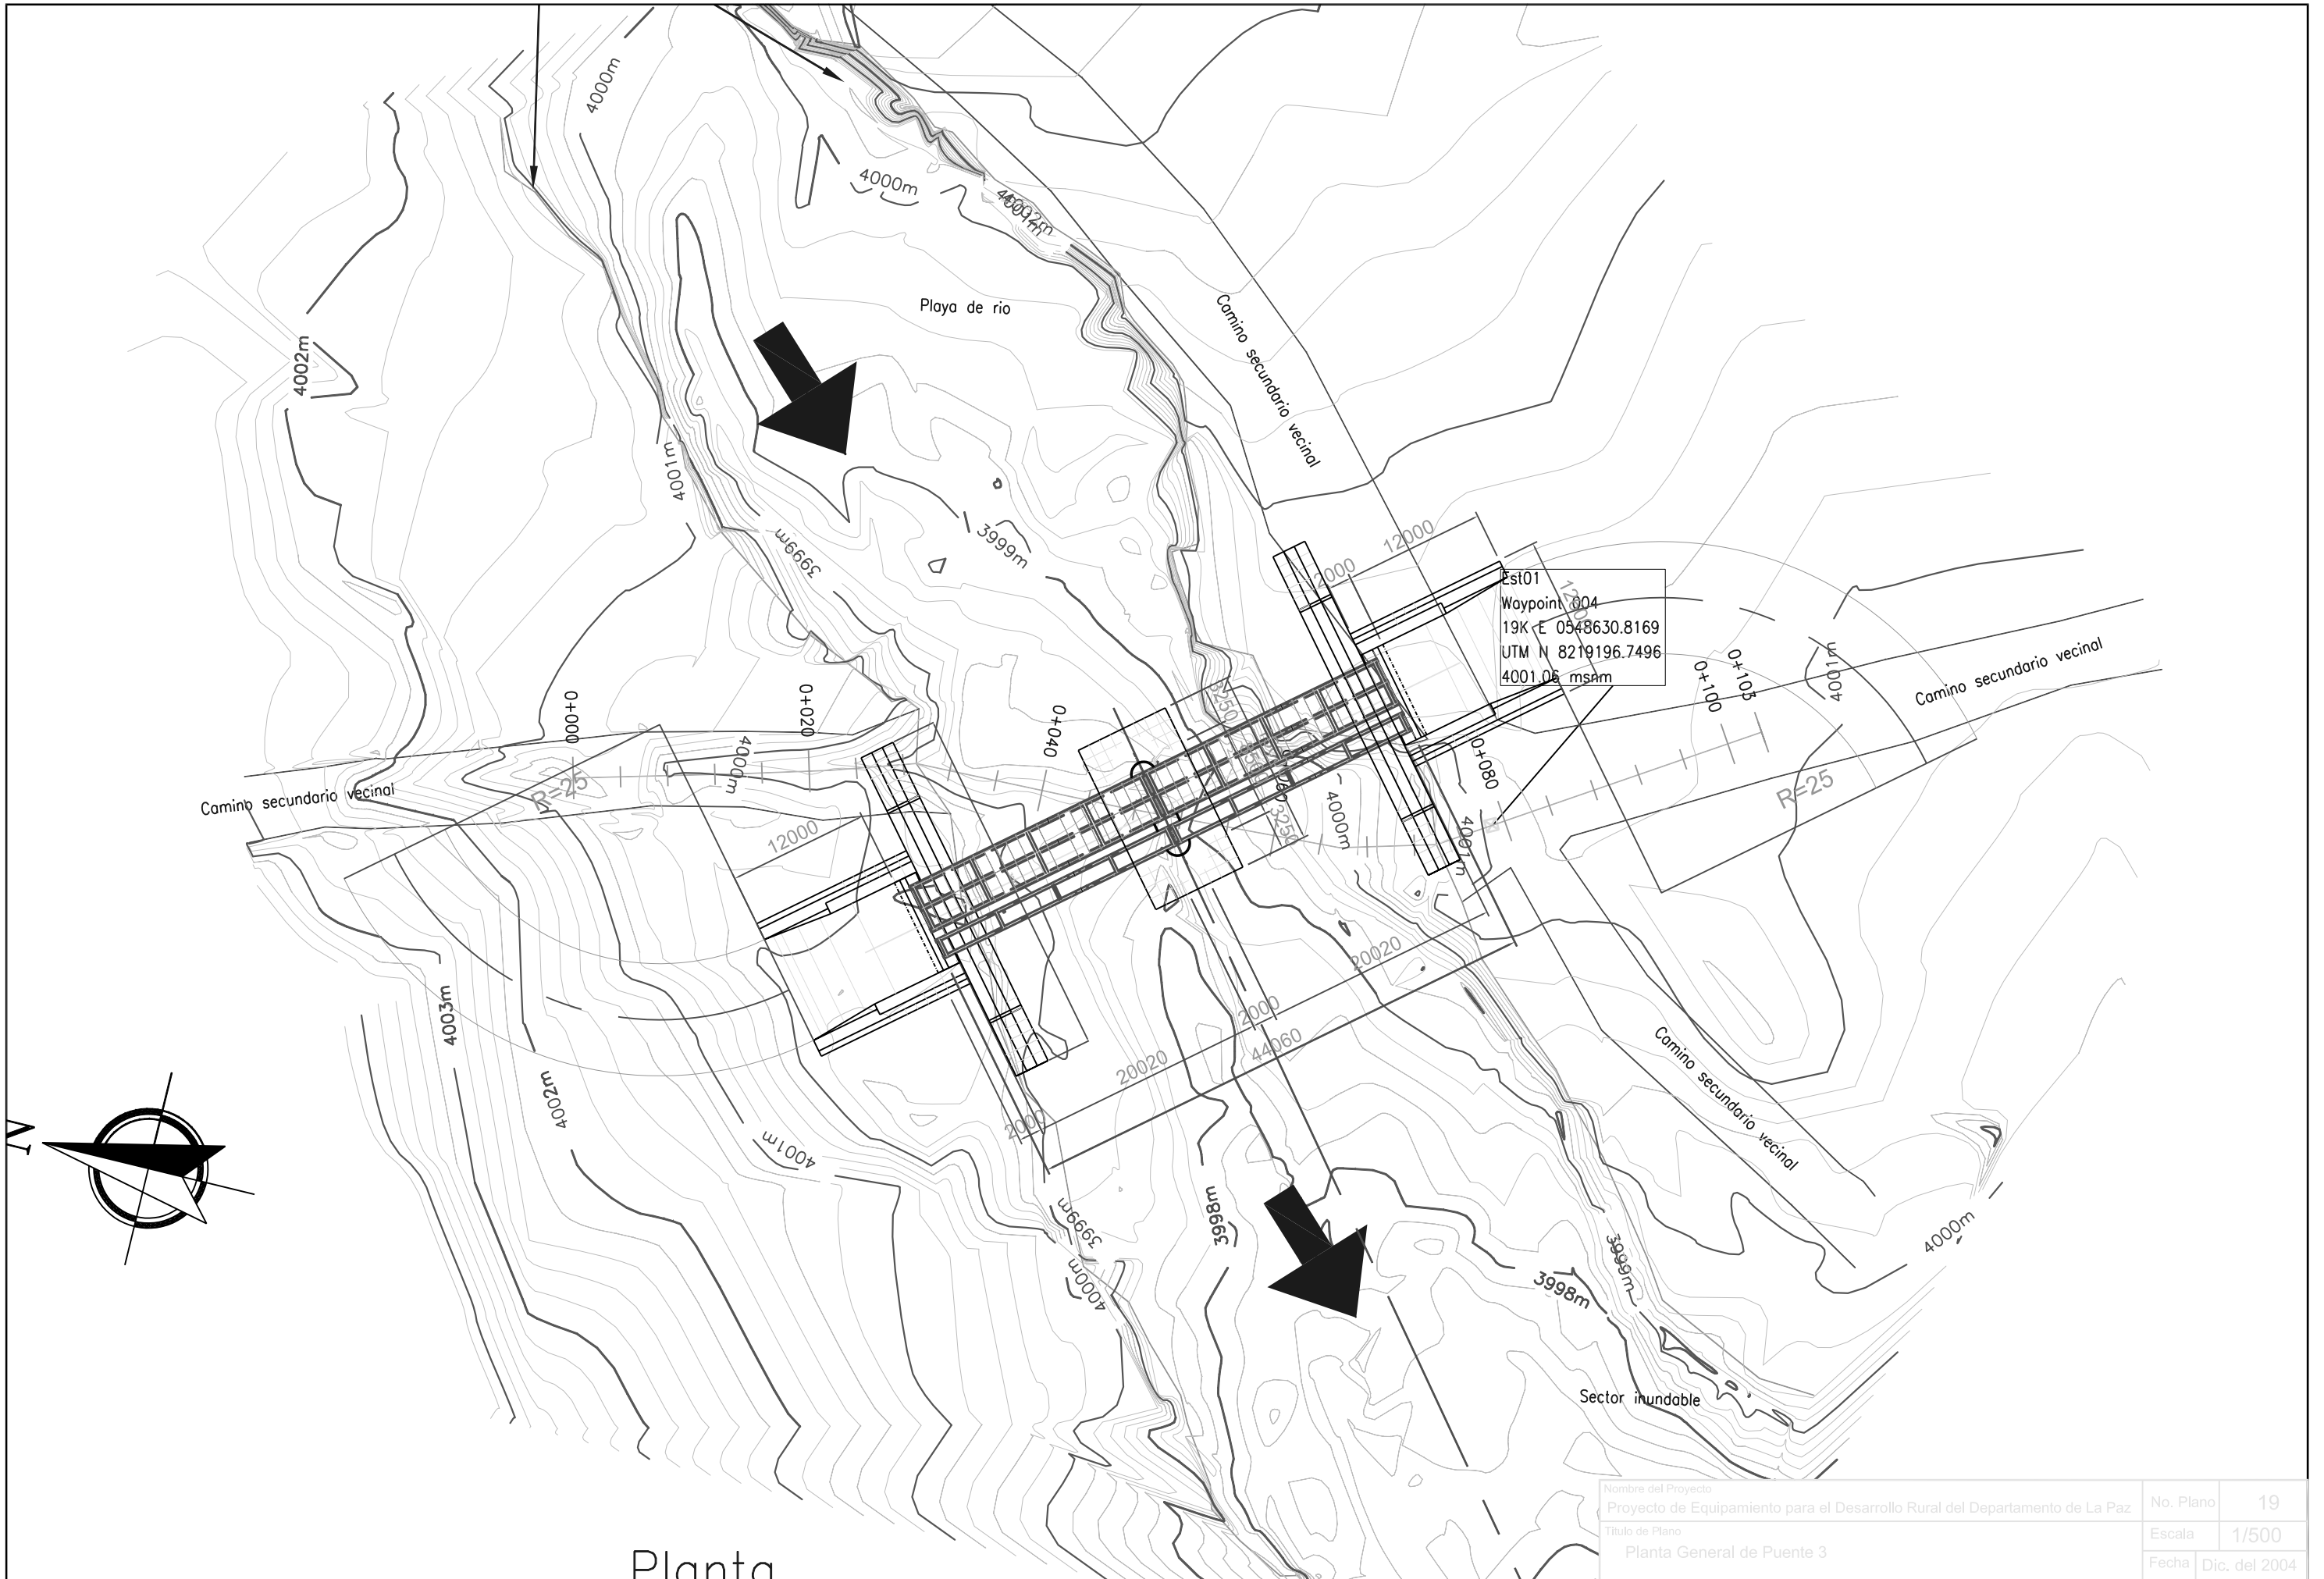 4000m
4000m
4002m
Playa de rio
Camino secundario vecinal
4002m
4001m
3999m
3999m
12000
2000
Est01
Waypoint 004
19K E 0548630.8169
UTM N 8219196.7496
4001.06 msnm
0+000
0+020
0+040
0+080
0+100
0+103
4001m
Camino secundario vecinal
Camino secundario vecinal
R=25
4000m
12000
3250
3250
4000m
4001m
R=25
20020
2000
44060
20020
2000
4003m
4002m
4001m
N
Camino secundario vecinal
3999m
4000m
3998m
3998m
3999m
4000m
Sector inundable
Planta
Nombre del Proyecto
Proyecto de Equipamiento para el Desarrollo Rural del Departamento de La Paz
No. Plano 19
Título de Plano
Planta General de Puente 3
Escala 1/500
Fecha Dic. del 2004